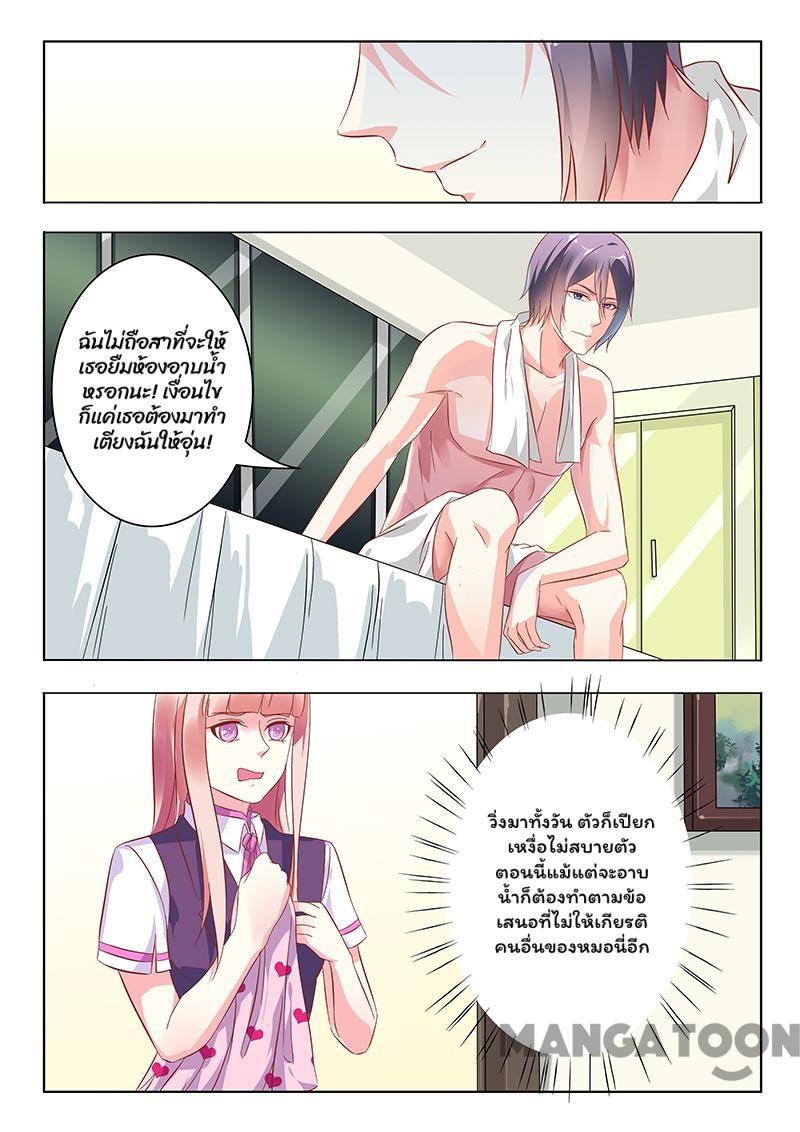 ฉันไม่ถือสาที่จะให้
เธอยืมห้องอาบน้ำ
หรอกนะ! เงื่อนไข
ก็แค่เธอต้องมาทำ
เตียงฉันให้อุ่น!
วิ่งมาทั้งวัน ตัวก็เปียก
เหงื่อไม่สบายตัว
ตอนนี้แม้แต่จะอาบ
น้ำก็ต้องทำตามข้อ
เสนอที่ไม่ให้เกียรติ
คนอื่นของหมอนี่อีก
MANGATOON